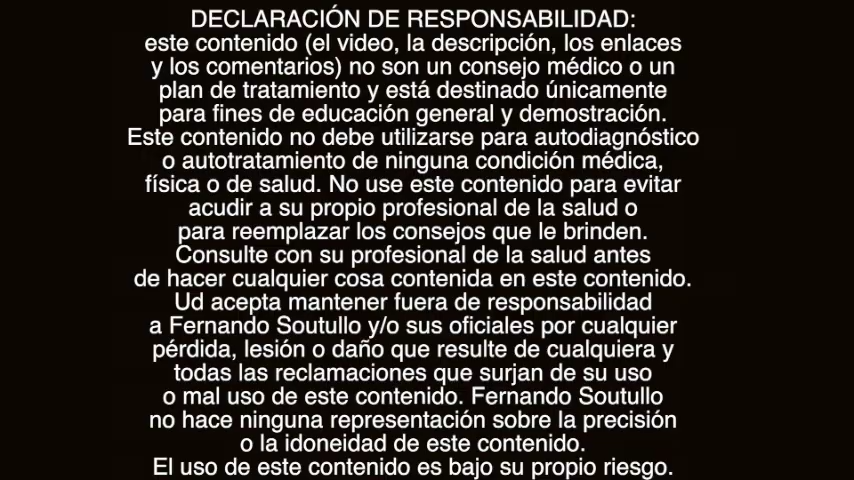 DECLARACIÓN DE RESPONSABILIDAD:
este contenido (el video, la descripción, los enlaces
y los comentarios) no son un consejo médico o un
plan de tratamiento y está destinado únicamente
para fines de educación general y demostración.
Este contenido no debe utilizarse para autodiagnóstico
o autotratamiento de ninguna condición médica,
física o de salud. No use este contenido para evitar
acudir a su propio profesional de la salud o
para reemplazar los consejos que le brinden.
Consulte con su profesional de la salud antes
de hacer cualquier cosa contenida en este contenido.
Ud acepta mantener fuera de responsabilidad
a Fernando Soutullo y/o sus oficiales por cualquier
pérdida, lesión o daño que resulte de cualquiera y
todas las reclamaciones que surjan de su uso
o mal uso de este contenido. Fernando Soutullo
no hace ninguna representación sobre la precisión
o la idoneidad de este contenido.
El uso de este contenido es bajo su propio riesgo.